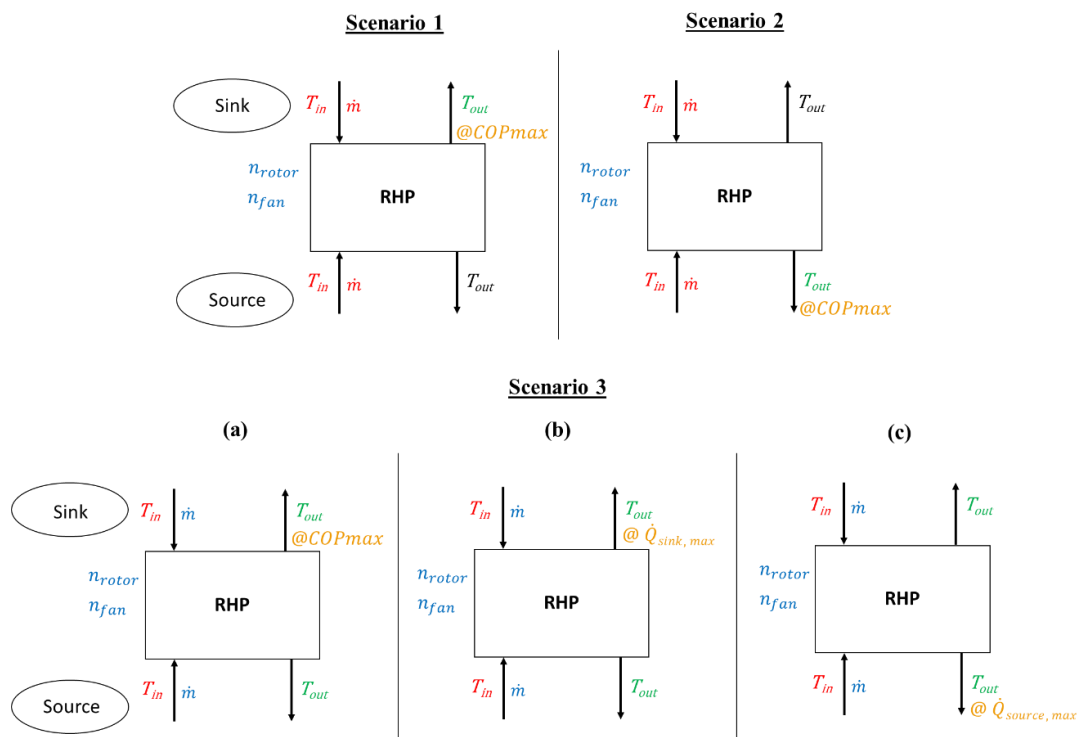 Scenario 1
Scenario 2
Sink
T_in ṁ
T_out
@COPmax
n_rotor
n_fan
RHP
Source
T_in ṁ
T_out
T_in ṁ
T_out
n_rotor
n_fan
RHP
T_in ṁ
T_out
@COPmax
Scenario 3
(a)
(b)
(c)
Sink
T_in ṁ
T_out
@COPmax
n_rotor
n_fan
RHP
Source
T_in ṁ
T_out
T_in ṁ
T_out
@ Q̇_sink, max
n_rotor
n_fan
RHP
T_in ṁ
T_out
T_in ṁ
T_out
n_rotor
n_fan
RHP
T_in ṁ
T_out
@ Q̇_source, max